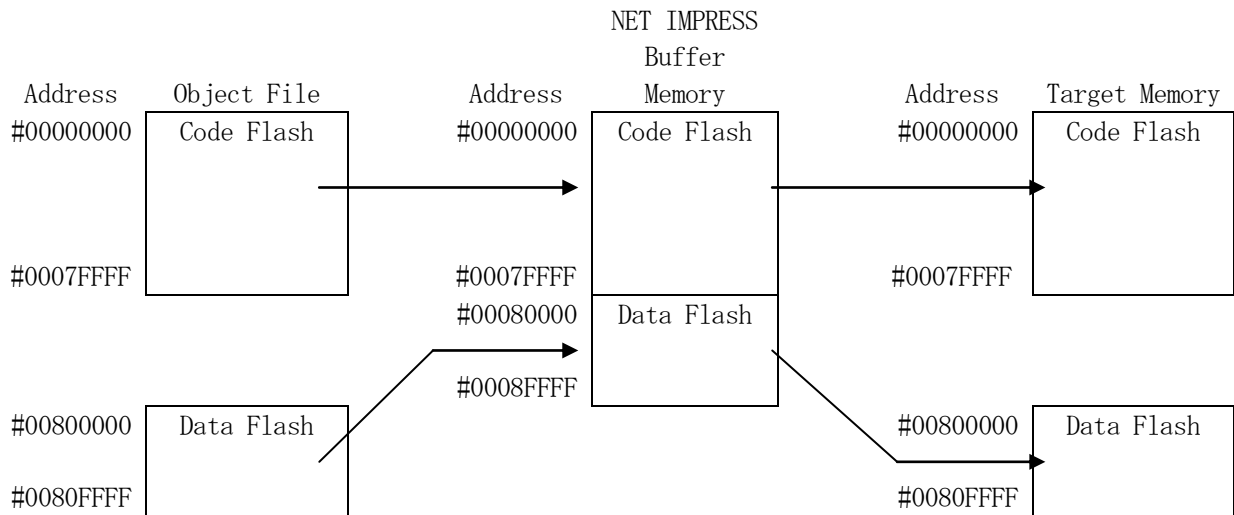 NET IMPRESS
Buffer
Address Object File Address Memory Address Target Memory
#00000000 Code Flash #00000000 Code Flash #00000000 Code Flash
#0007FFFF #0007FFFF #0007FFFF
#00080000 Data Flash
#0008FFFF
#00800000 Data Flash #00800000 Data Flash
#0080FFFF #0080FFFF